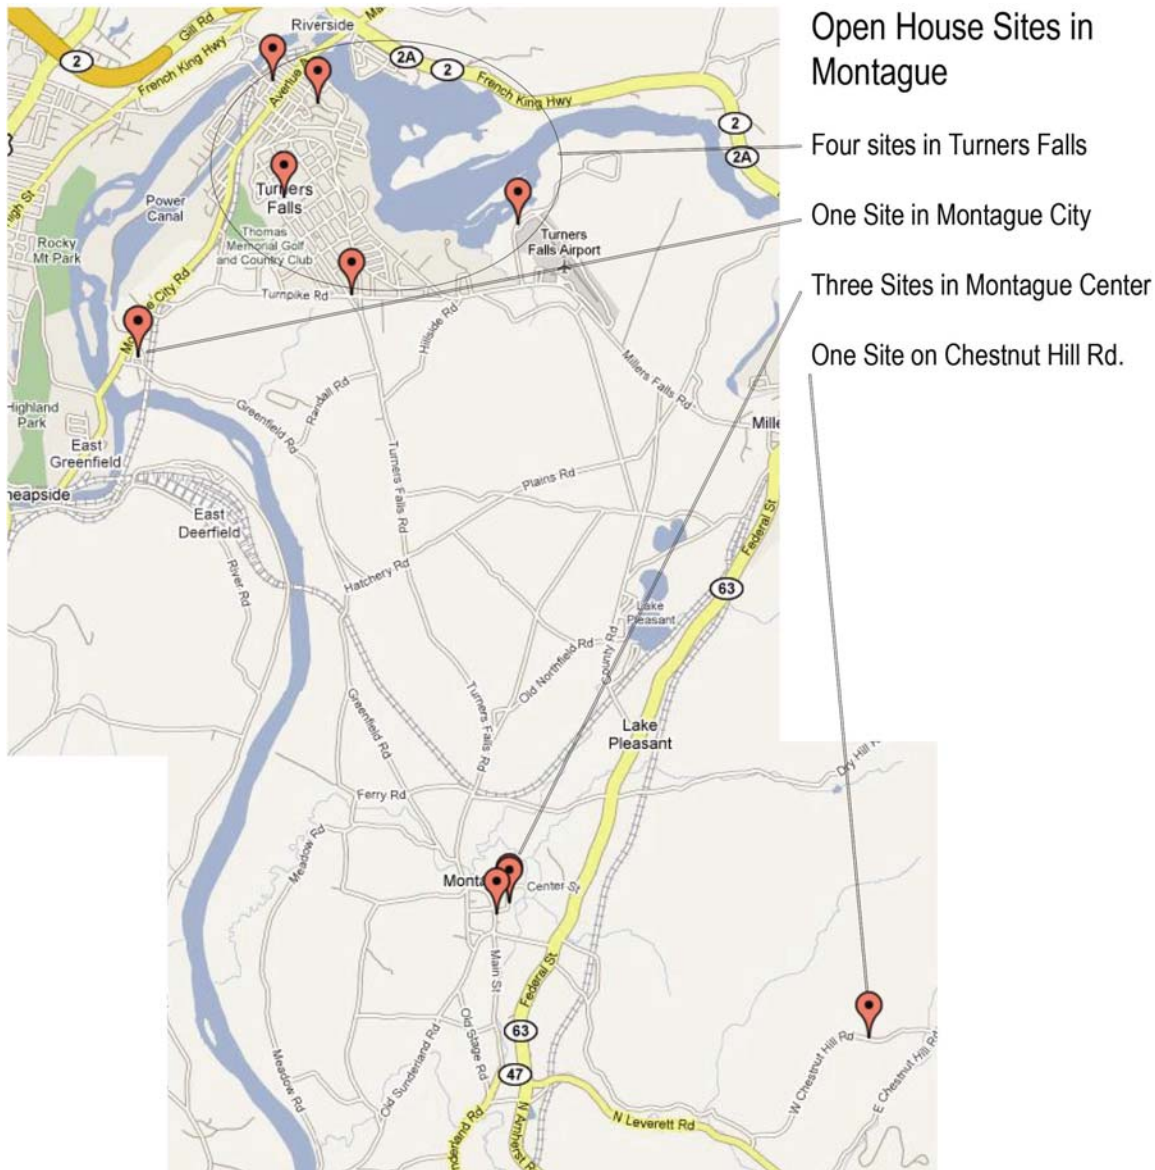 Open House Sites in
Montague
Four sites in Turners Falls
One Site in Montague City
Three Sites in Montague Center
One Site on Chestnut Hill Rd.
Riverside
Gill Rd
2
French King Hwy
Avenue A
2A
2
French King Hwy
2
2A
Power
Canal
Turners
Falls
Thomas
Memorial Golf
and Country Club
Rocky
Mt Park
Turners
Falls Airport
Turnpike Rd
City Rd
Hillside Rd
Millers Falls Rd
Randall Rd
Greenfield Rd
Highland
Park
East
Greenfield
Turners Falls Rd
Plains Rd
East
Deerfield
Federal St
River Rd
Hatchery Rd
63
Lake
Pleasant
County Rd
Old Northfield Rd
Greenfield Rd
Turners Falls Rd
Lake
Pleasant
Dry Hill
Ferry Rd
Meadow Rd
Center St
Main St
Federal St
Old Stage Rd
Old Sunderland Rd
Meadow Rd
63
47
W Chestnut Hill Rd
E Chestnut Hill Rd
N Leverett Rd
N Amherst